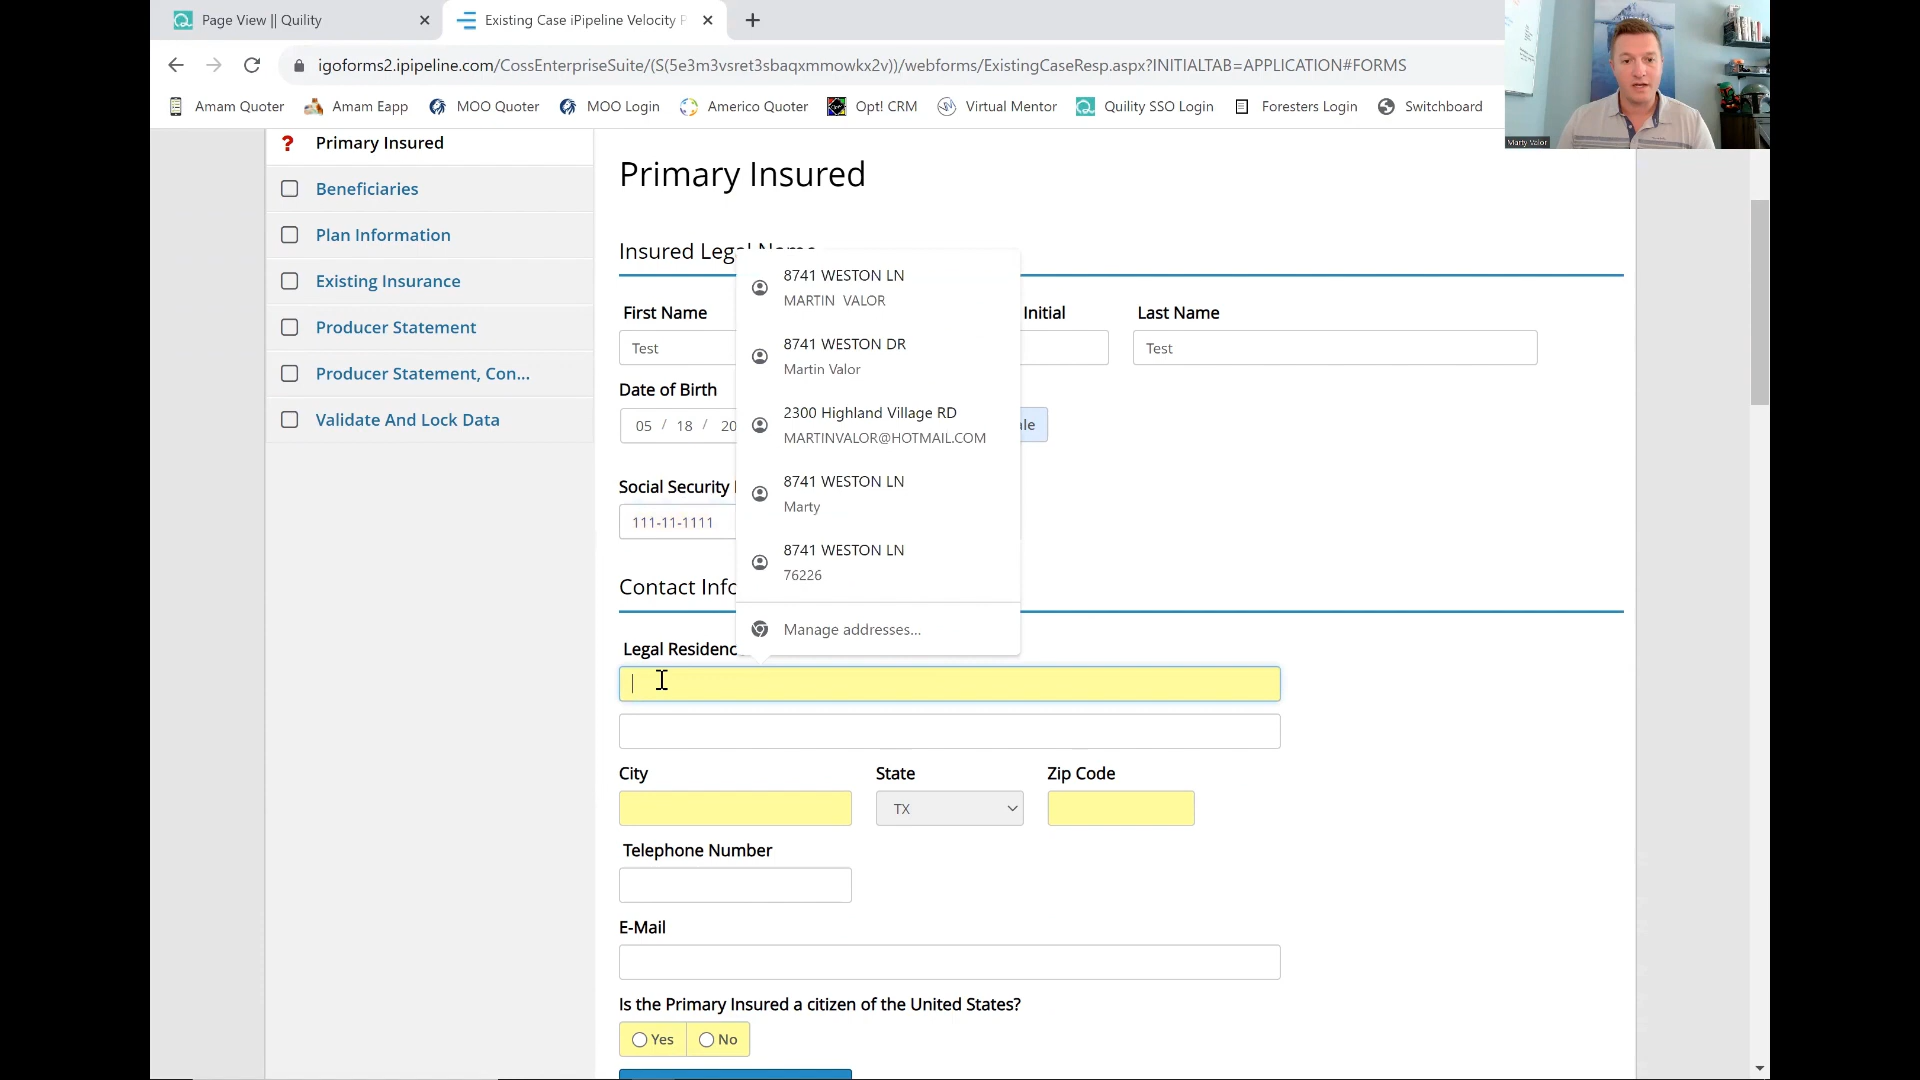 Page View || Quility
Existing Case iPipeline Velocity
igoforms2.ipipeline.com/CossEnterpriseSuite/(S(5e3m3vsret3sbaqxmmowkx2v))/webforms/ExistingCaseResp.aspx?INITIALTAB=APPLICATION#FORMS
Amam Quoter
Amam Eapp
MOO Quoter
MOO Login
Americo Quoter
Opt! CRM
Virtual Mentor
Quility SSO Login
Foresters Login
Switchboard
Marty Valor
? Primary Insured
Beneficiaries
Plan Information
Existing Insurance
Producer Statement
Producer Statement, Con...
Validate And Lock Data
Primary Insured
Insured Legal Name
First Name
Initial
Last Name
Test
Test
Date of Birth
05 / 18 / 20
Social Security
111-11-1111
8741 WESTON LN
MARTIN VALOR
8741 WESTON DR
Martin Valor
2300 Highland Village RD
MARTINVALOR@HOTMAIL.COM
8741 WESTON LN
Marty
8741 WESTON LN
76226
Manage addresses...
Contact Info
Legal Residenc
City
State
Zip Code
TX
Telephone Number
E-Mail
Is the Primary Insured a citizen of the United States?
Yes
No